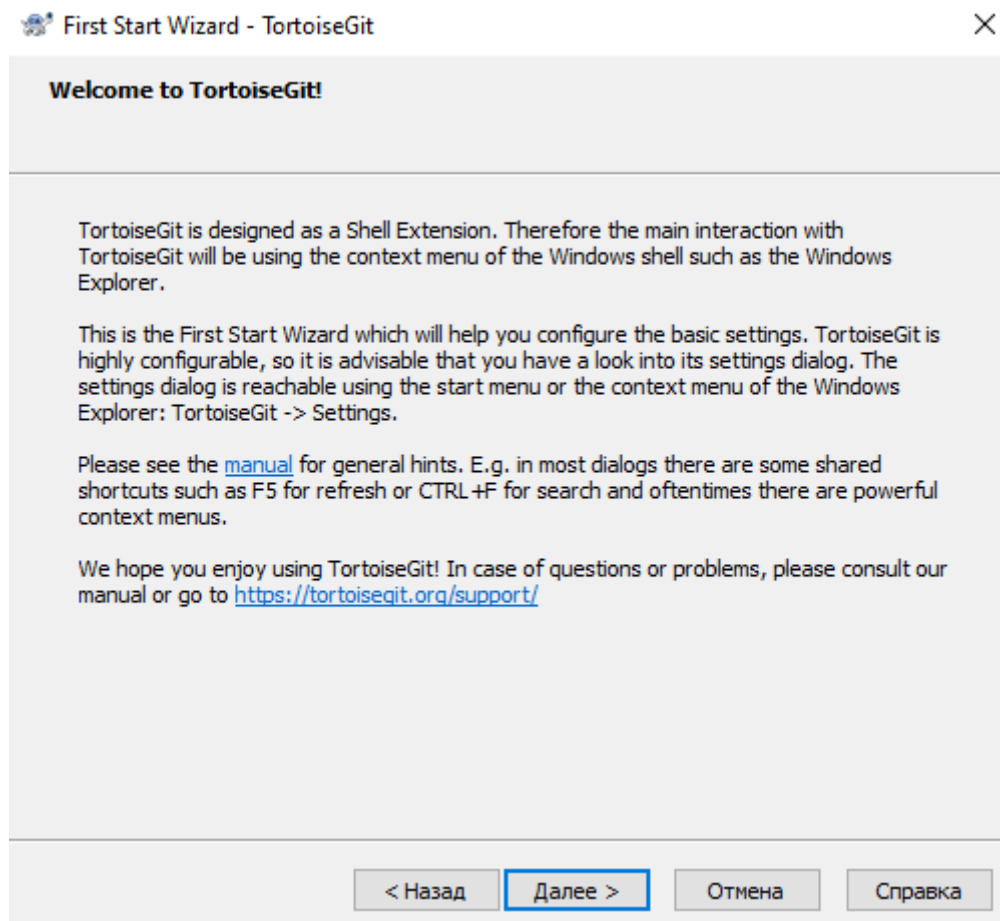 First Start Wizard - TortoiseGit
Welcome to TortoiseGit!
TortoiseGit is designed as a Shell Extension. Therefore the main interaction with
TortoiseGit will be using the context menu of the Windows shell such as the Windows
Explorer.
This is the First Start Wizard which will help you configure the basic settings. TortoiseGit is
highly configurable, so it is advisable that you have a look into its settings dialog. The
settings dialog is reachable using the start menu or the context menu of the Windows
Explorer: TortoiseGit -> Settings.
Please see the manual for general hints. E.g. in most dialogs there are some shared
shortcuts such as F5 for refresh or CTRL+F for search and oftentimes there are powerful
context menus.
We hope you enjoy using TortoiseGit! In case of questions or problems, please consult our
manual or go to https://tortoisegit.org/support/
< Назад Далее > Отмена Справка